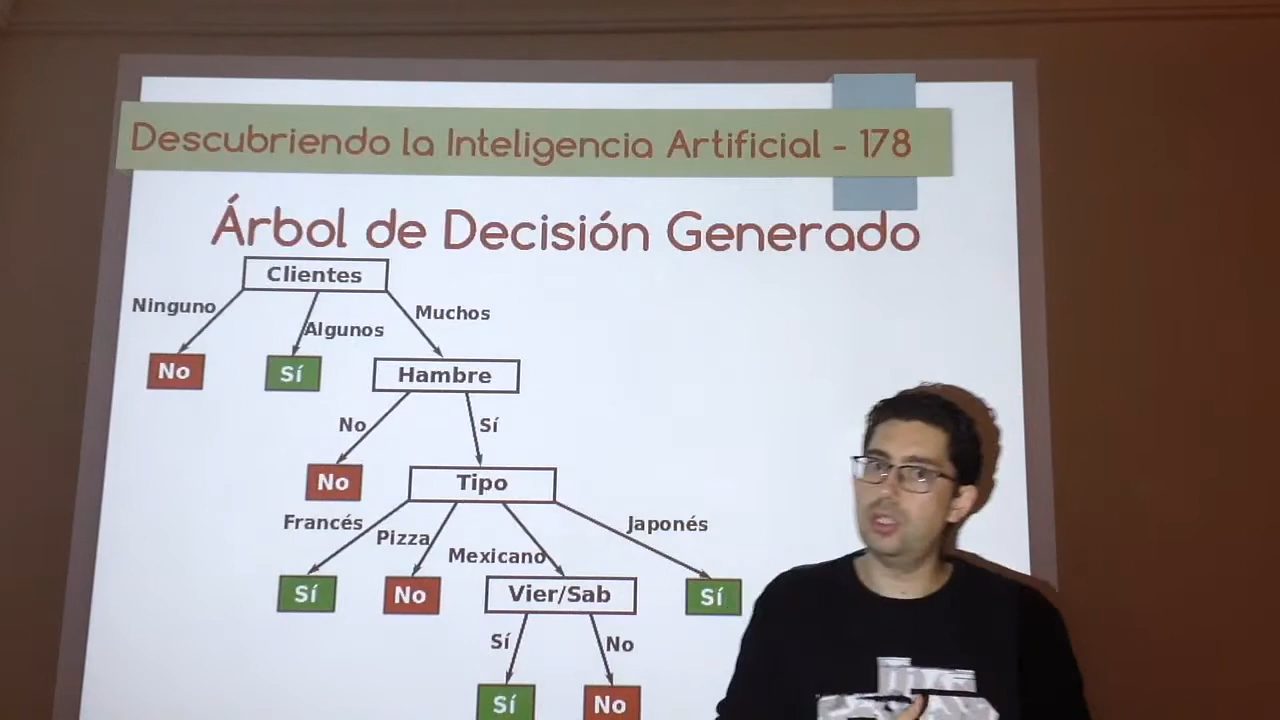 Descubriendo la Inteligencia Artificial - 178
Árbol de Decisión Generado
Clientes
Ninguno
Algunos
Muchos
No
Sí
Hambre
No
Sí
No
Tipo
Francés
Pizza
Mexicano
Japonés
Sí
No
Vier/Sab
Sí
Sí
No
Sí
No